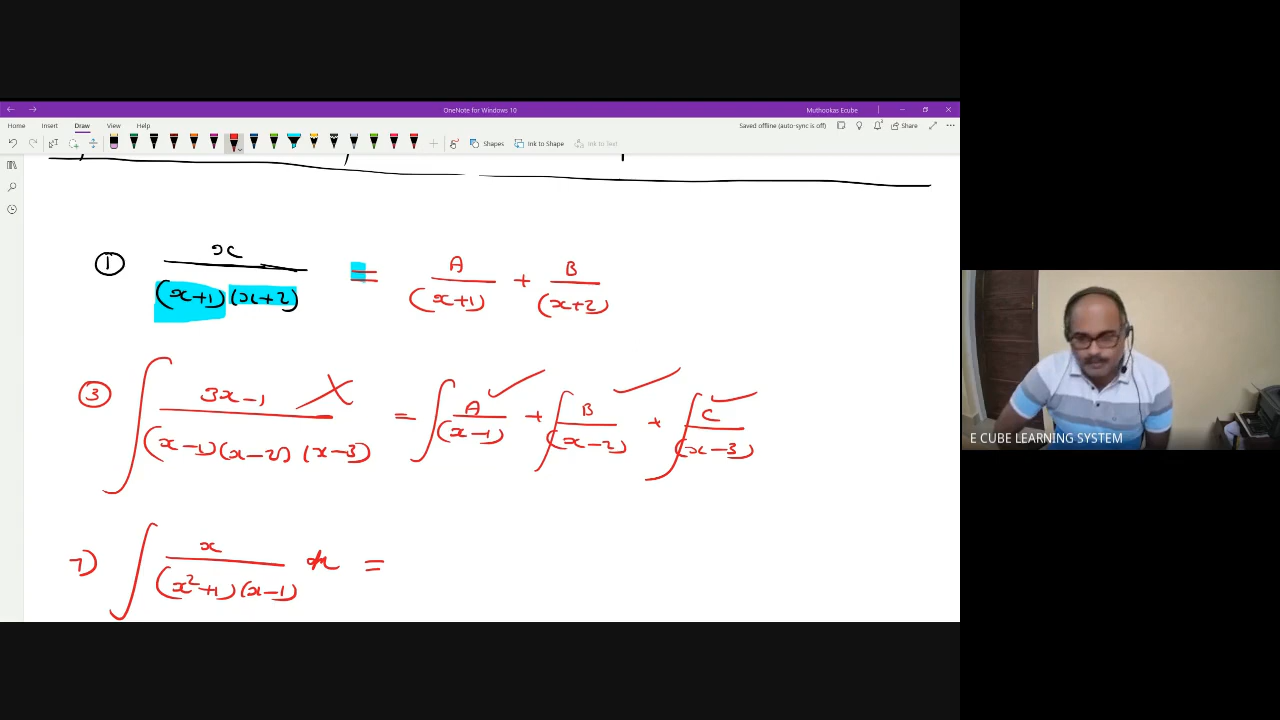 OneNote for Windows 10
Muthookas Ecube
Home Insert Draw View Help
Saved offline (auto-sync is off) Share
Shapes Ink to Shape Ink to Text
① x / (x+1)(x+2) = A/(x+1) + B/(x+2)
③ ∫ 3x-1 / (x-1)(x-2)(x-3) = ∫ A/(x-1) + ∫ B/(x-2) + ∫ C/(x-3)
7) ∫ x / (x²+1)(x-1) dx =
E CUBE LEARNING SYSTEM